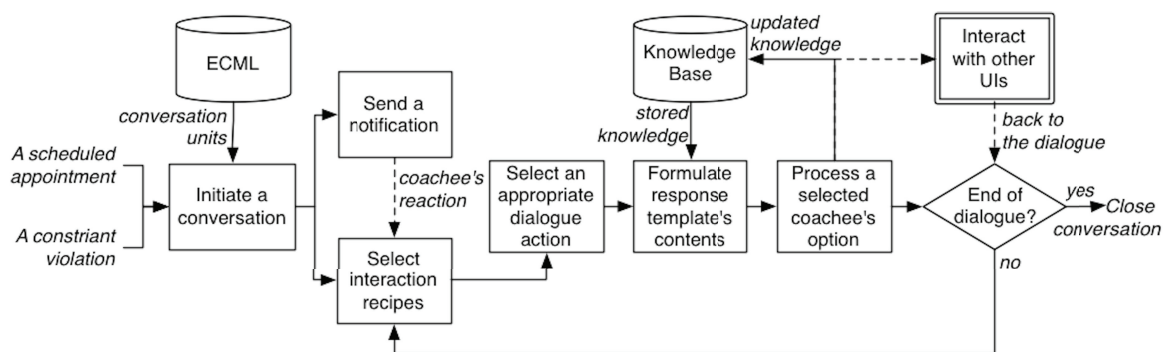 ECML
conversation
units
A scheduled
appointment
A constriant
violation
Initiate a
conversation
Send a
notification
coachee's
reaction
Select
interaction
recipes
Select an
appropriate
dialogue
action
Knowledge
Base
updated
knowledge
stored
knowledge
Formulate
response
template's
contents
Process a
selected
coachee's
option
Interact
with other
UIs
back to
the dialogue
End of
dialogue?
yes
Close
conversation
no